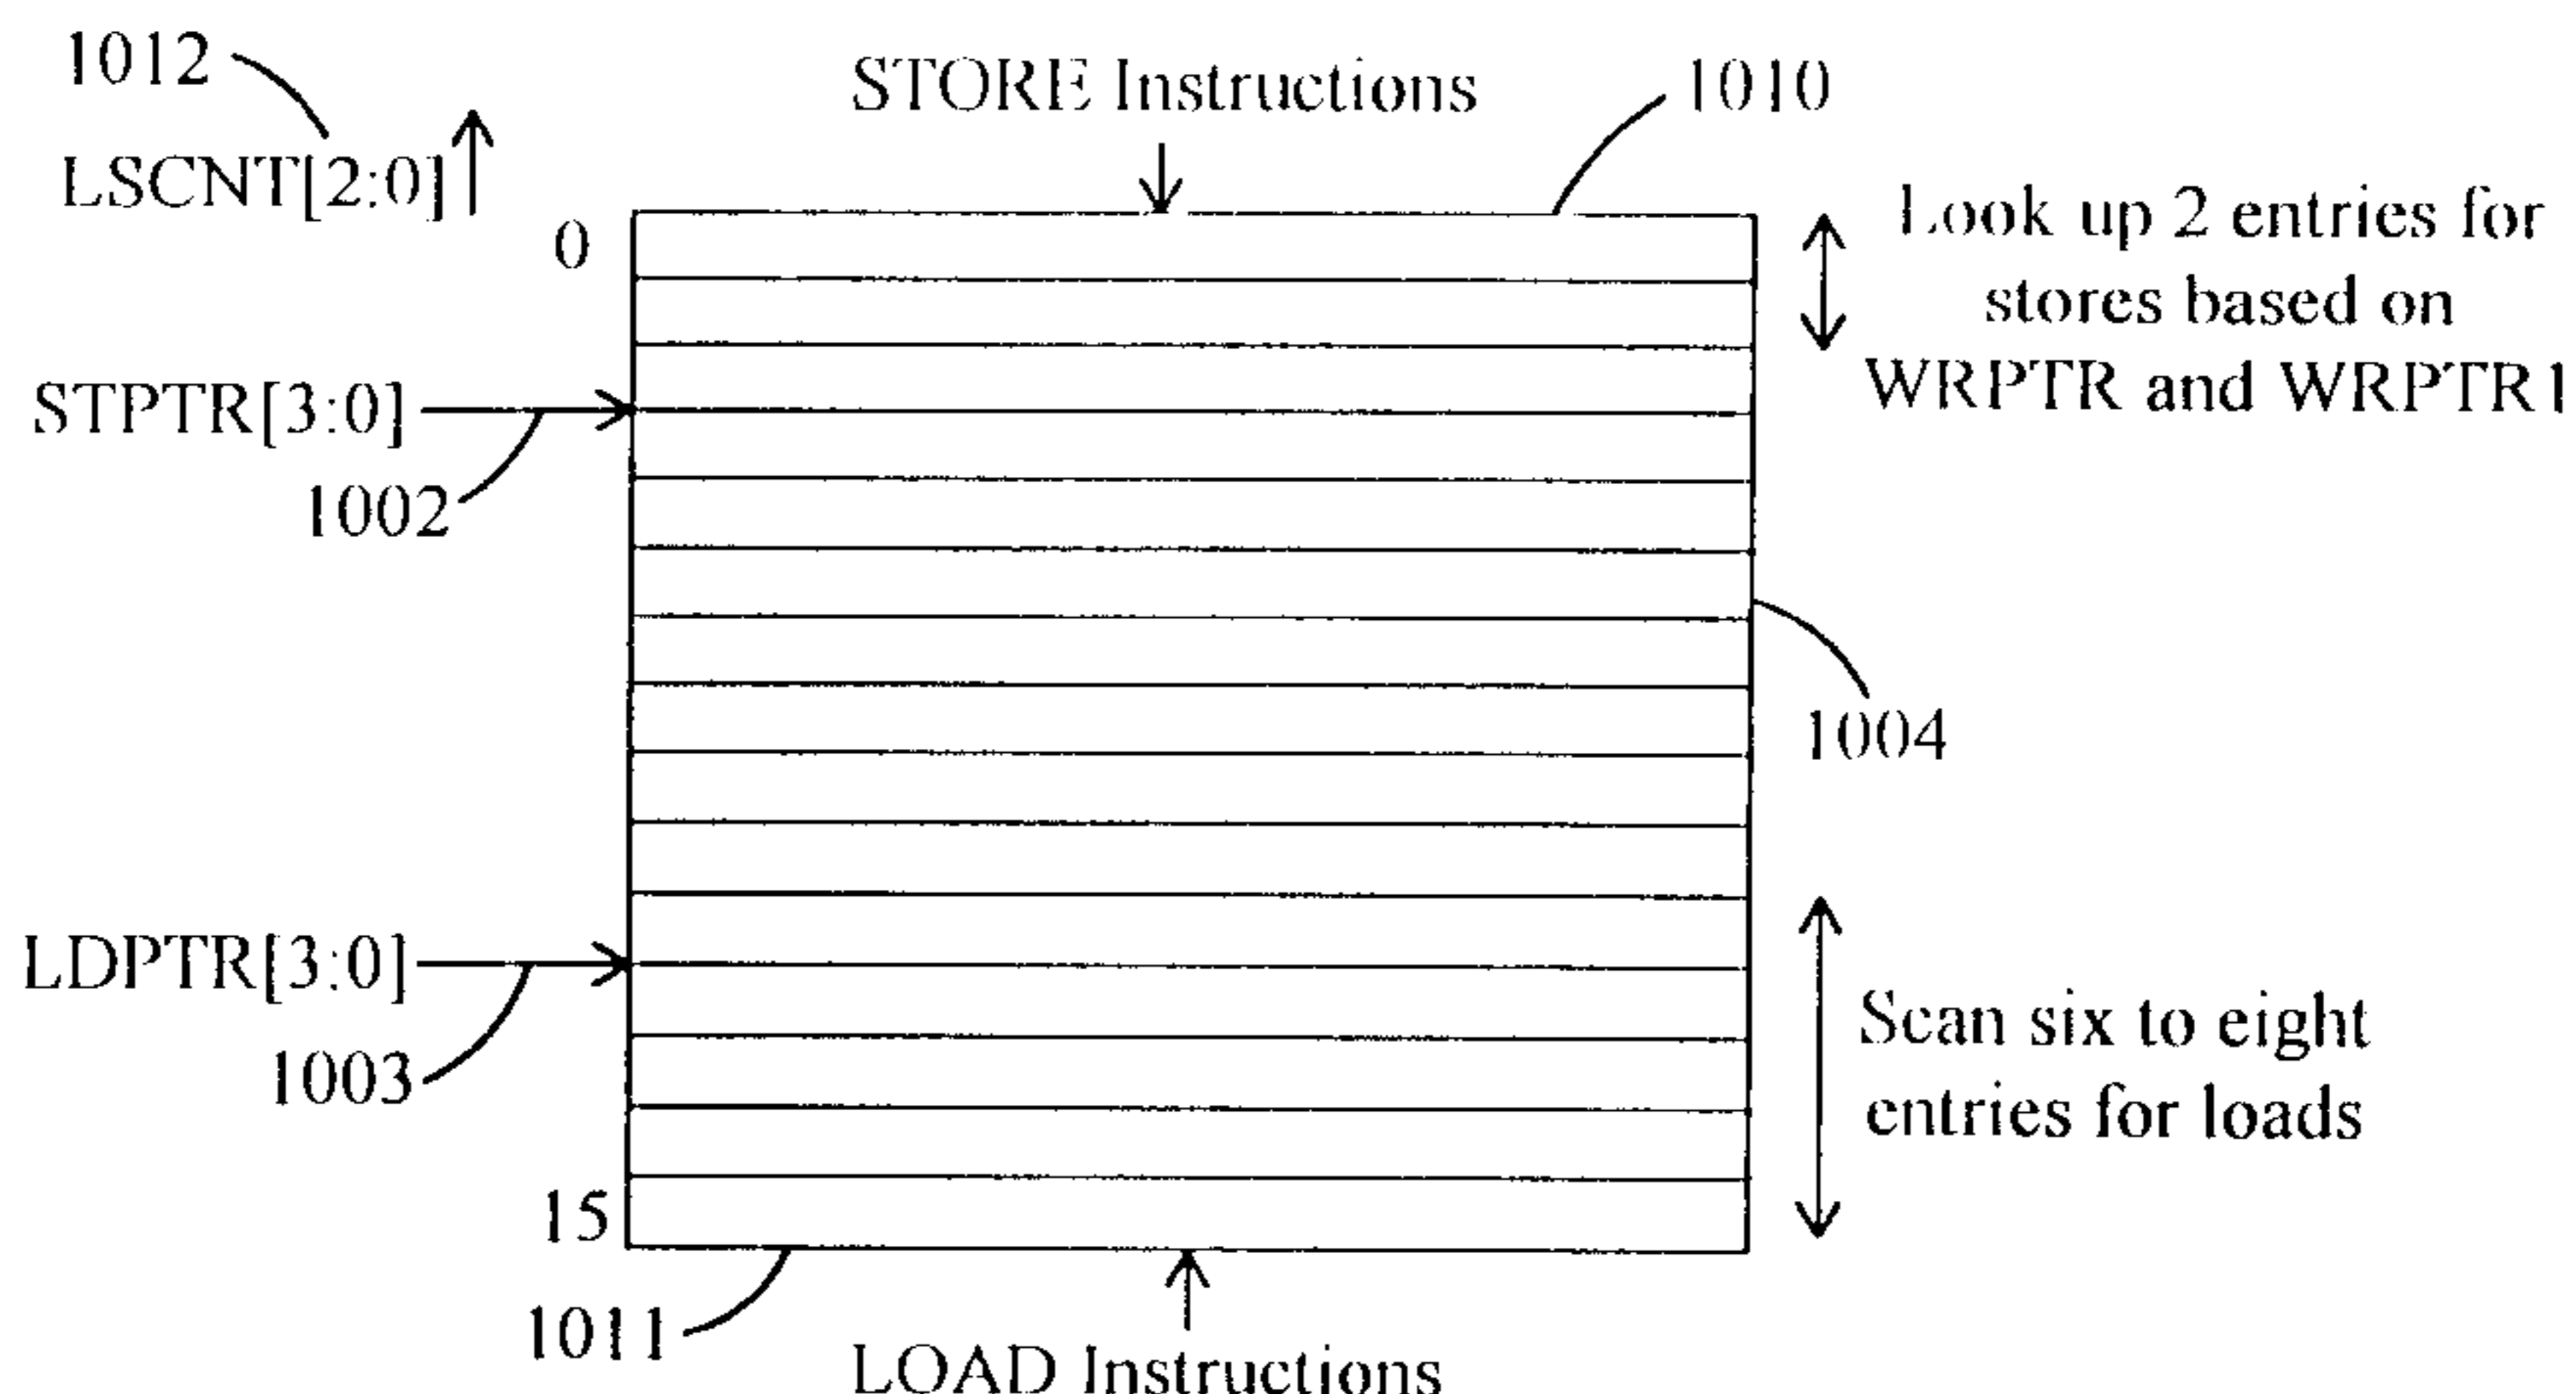 1012
STORE Instructions
1010
LSCNT[2:0]
0
Look up 2 entries for
stores based on
WRPTR and WRPTR1
STPTR[3:0]
1002
1004
LDPTR[3:0]
1003
Scan six to eight
entries for loads
15
1011
LOAD Instructions